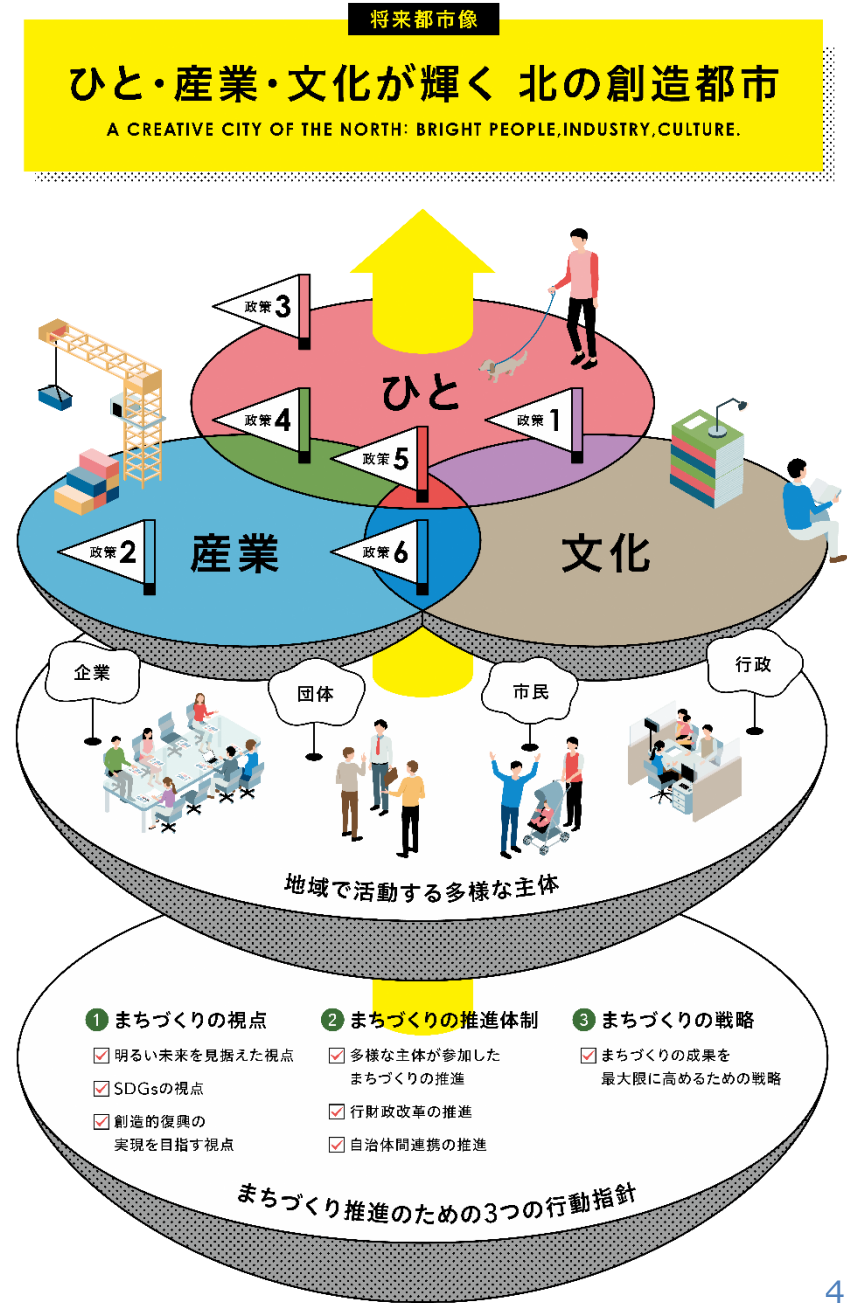 将来都市像
ひと・産業・文化が輝く 北の創造都市
A CREATIVE CITY OF THE NORTH: BRIGHT PEOPLE,INDUSTRY,CULTURE.
政策3
ひと
政策4
政策1
政策5
産業
文化
政策2
政策6
企業
団体
市民
行政
地域で活動する多様な主体
1 まちづくりの視点
明るい未来を見据えた視点
SDGsの視点
創造的復興の
実現を目指す視点
2 まちづくりの推進体制
多様な主体が参加した
まちづくりの推進
行財政改革の推進
自治体間連携の推進
3 まちづくりの戦略
まちづくりの成果を
最大限に高めるための戦略
まちづくり推進のための3つの行動指針
4